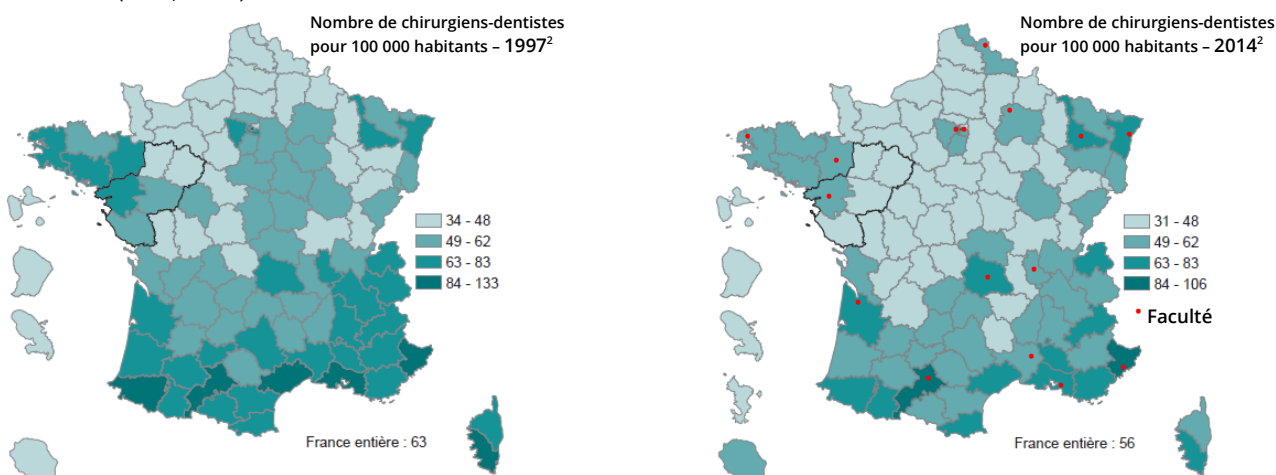 Nombre de chirurgiens-dentistes
pour 100 000 habitants – 1997²
34 - 48
49 - 62
63 - 83
84 - 133
France entière : 63
Nombre de chirurgiens-dentistes
pour 100 000 habitants – 2014²
31 - 48
49 - 62
63 - 83
84 - 106
Faculté
France entière : 56